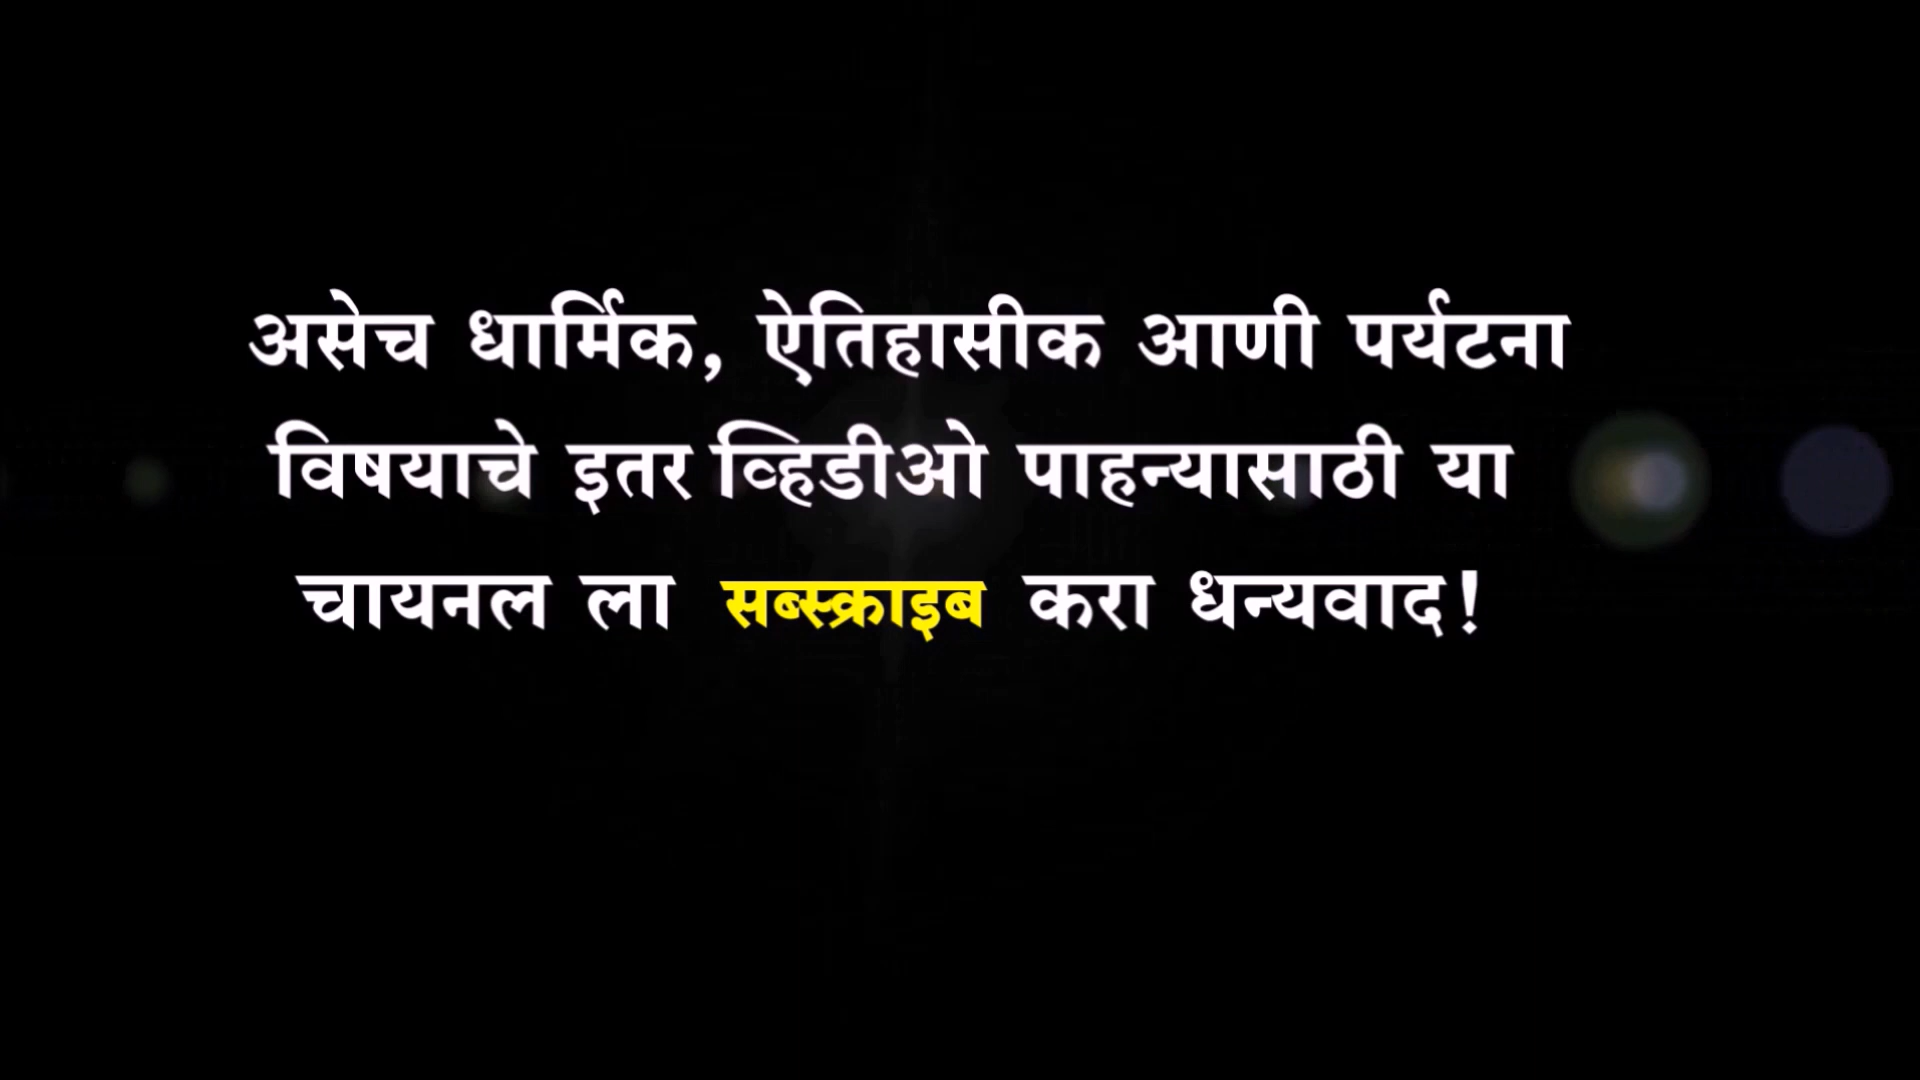 असेच धार्मिक, ऐतिहासीक आणी पर्यटना
विषयाचे इतर व्हिडीओ पाहन्यासाठी या
चायनल ला सब्स्क्राइब करा धन्यवाद!